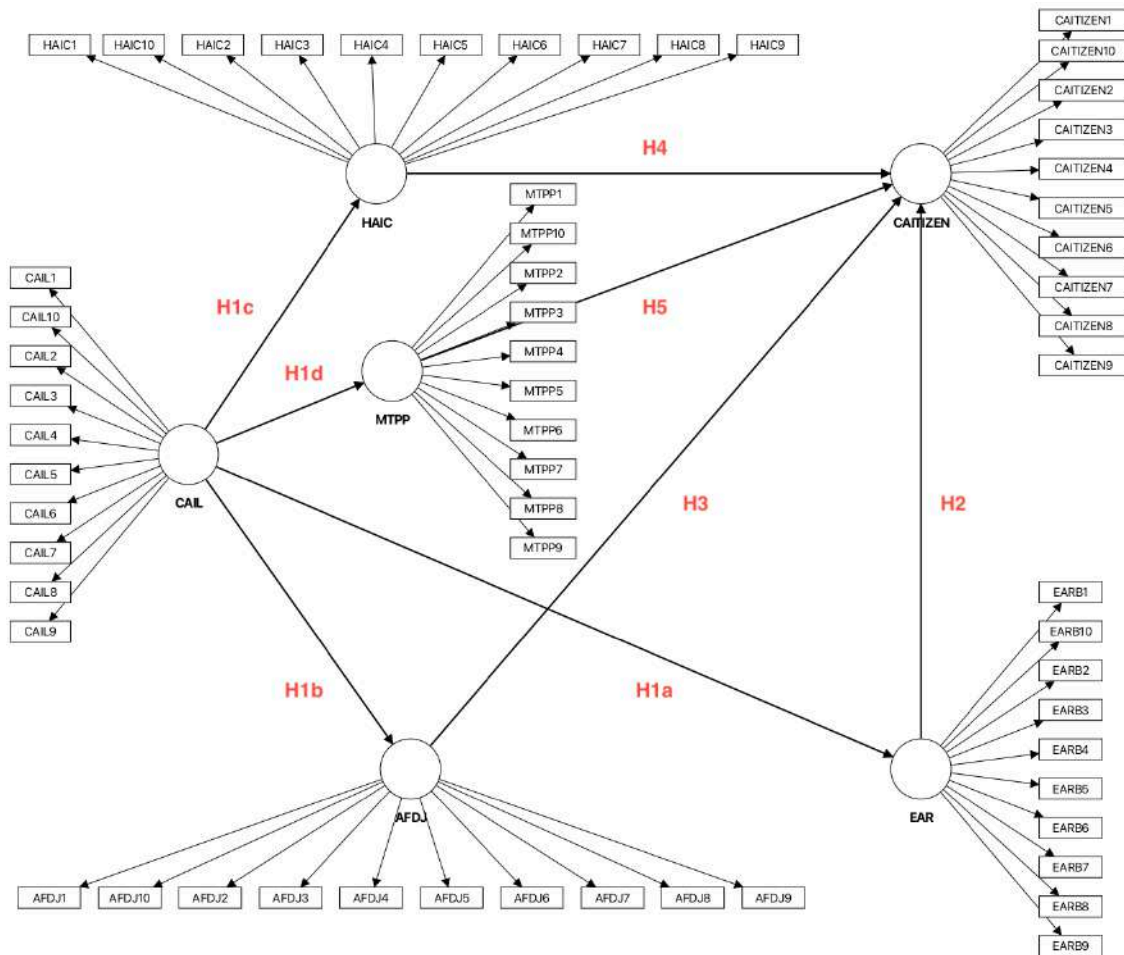 CAITIZEN1
HAIC1 HAIC10 HAIC2 HAIC3 HAIC4 HAIC5 HAIC6 HAIC7 HAIC8 HAIC9
CAITIZEN10
CAITIZEN2
CAITIZEN3
H4
CAITIZEN4
MTPP1
CAITIZEN5
HAIC
CAITIZEN
MTPP10
CAITIZEN6
CAIL1
MTPP2
CAITIZEN7
H1c
H5
CAIL10
MTPP3
CAITIZEN8
CAIL2
MTPP4
CAITIZEN9
H1d
CAIL3
MTPP5
MTPP
CAIL4
MTPP6
CAIL5
MTPP7
CAIL
H3
H2
CAIL6
MTPP8
CAIL7
MTPP9
CAIL8
EARB1
CAIL9
EARB10
EARB2
H1b
H1a
EARB3
EARB4
EARB5
AFDJ
EAR
EARB6
EARB7
AFDJ1 AFDJ10 AFDJ2 AFDJ3 AFDJ4 AFDJ5 AFDJ6 AFDJ7 AFDJ8 AFDJ9
EARB8
EARB9